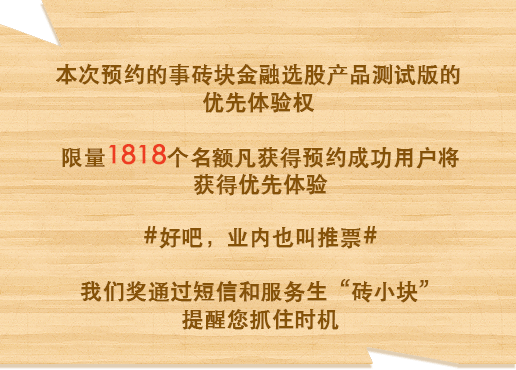 本次预约的事砖块金融选股产品测试版的
优先体验权
限量1818个名额凡获得预约成功用户将
获得优先体验
#好吧，业内也叫推票#
我们奖通过短信和服务生“砖小块”
提醒您抓住时机